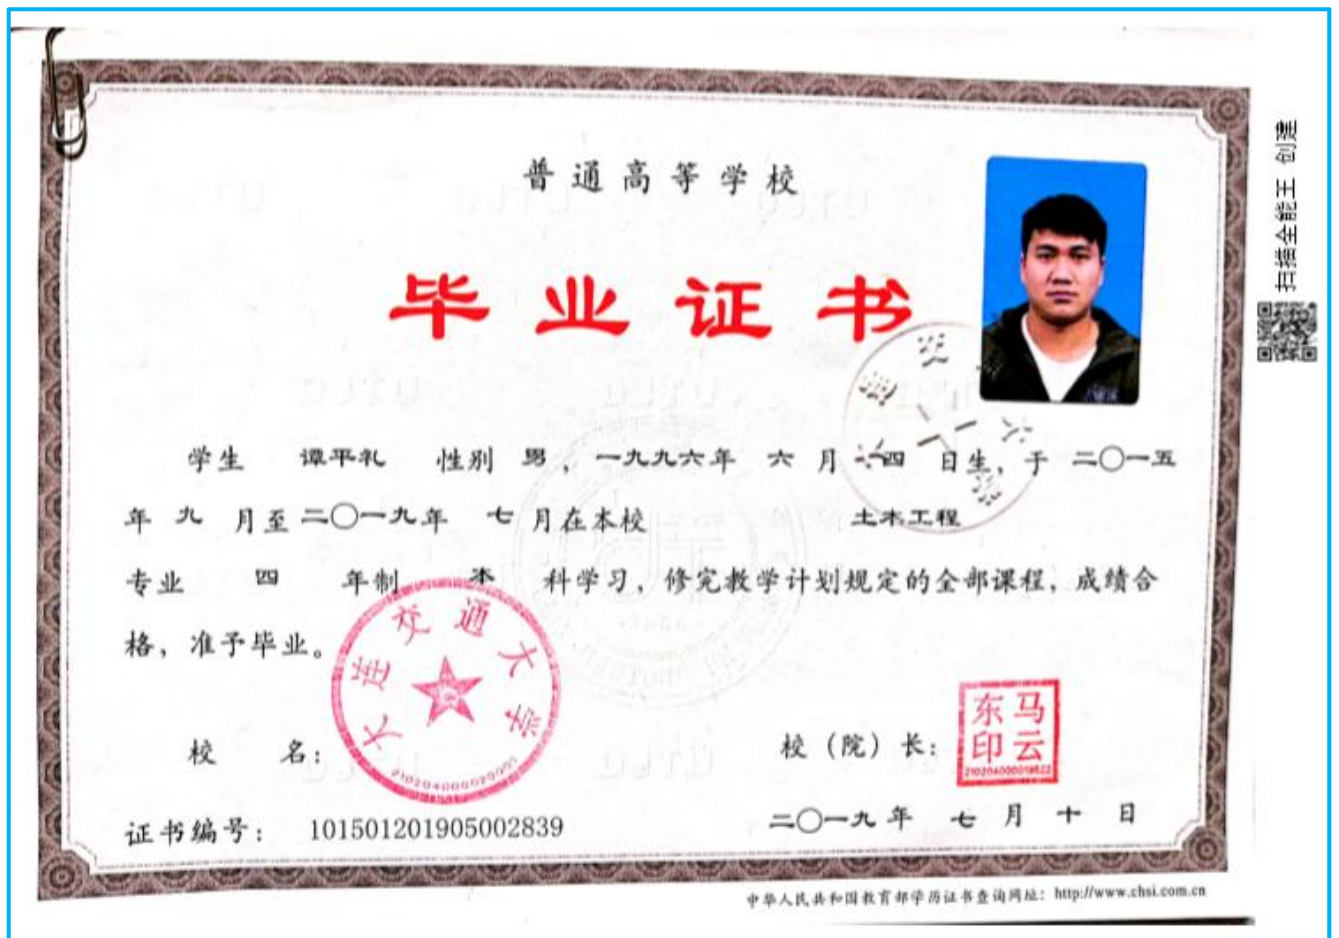 普通高等学校
毕业证书
学生 谭平礼 性别 男，一九九六年 六 月 一四 日生，于 二〇一五
年 九 月至 二〇一九年 七 月在本校 土木工程
专业 四 年制 本 科学习，修完教学计划规定的全部课程，成绩合
格，准予毕业。
大连交通大学
校 名：
校（院）长：
东马
印云
证书编号： 101501201905002839
二〇一九年 七 月 十 日
中华人民共和国教育部学历证书查询网址：http://www.chsi.com.cn
扫描全能王 创建